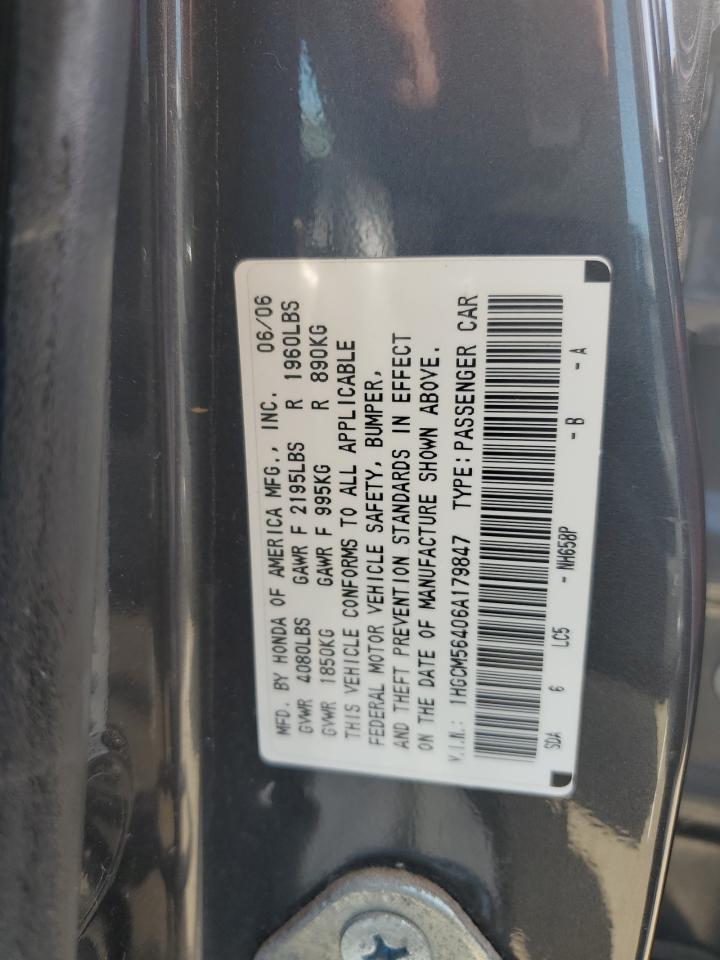 MFD. BY HONDA OF AMERICA MFG., INC. 06/06
GVWR 4080LBS GAWR F 2195LBS R 1960LBS
GVWR 1850KG GAWR F 995KG R 890KG
THIS VEHICLE CONFORMS TO ALL APPLICABLE
FEDERAL MOTOR VEHICLE SAFETY, BUMPER,
AND THEFT PREVENTION STANDARDS IN EFFECT
ON THE DATE OF MANUFACTURE SHOWN ABOVE.
V.I.N.: 1HGCM56406A179847 TYPE: PASSENGER CAR
SDA 6 LC5 - NH658P - B - A